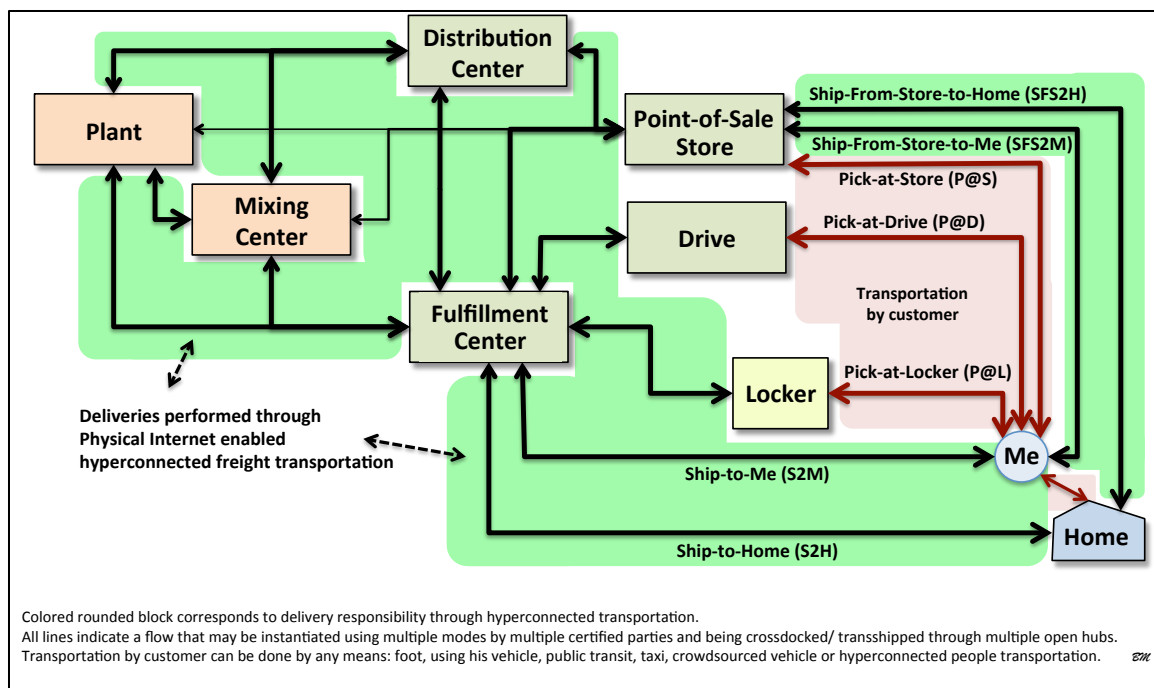 Distribution
Center
Plant
Point-of-Sale
Store
Ship-From-Store-to-Home (SFS2H)
Ship-From-Store-to-Me (SFS2M)
Pick-at-Store (P@S)
Mixing
Center
Drive
Pick-at-Drive (P@D)
Fulfillment
Center
Transportation
by customer
Locker
Pick-at-Locker (P@L)
Deliveries performed through
Physical Internet enabled
hyperconnected freight transportation
Me
Ship-to-Me (S2M)
Home
Ship-to-Home (S2H)
Colored rounded block corresponds to delivery responsibility through hyperconnected transportation.
All lines indicate a flow that may be instantiated using multiple modes by multiple certified parties and being crossdocked/ transshipped through multiple open hubs.
Transportation by customer can be done by any means: foot, using his vehicle, public transit, taxi, crowdsourced vehicle or hyperconnected people transportation.
BM